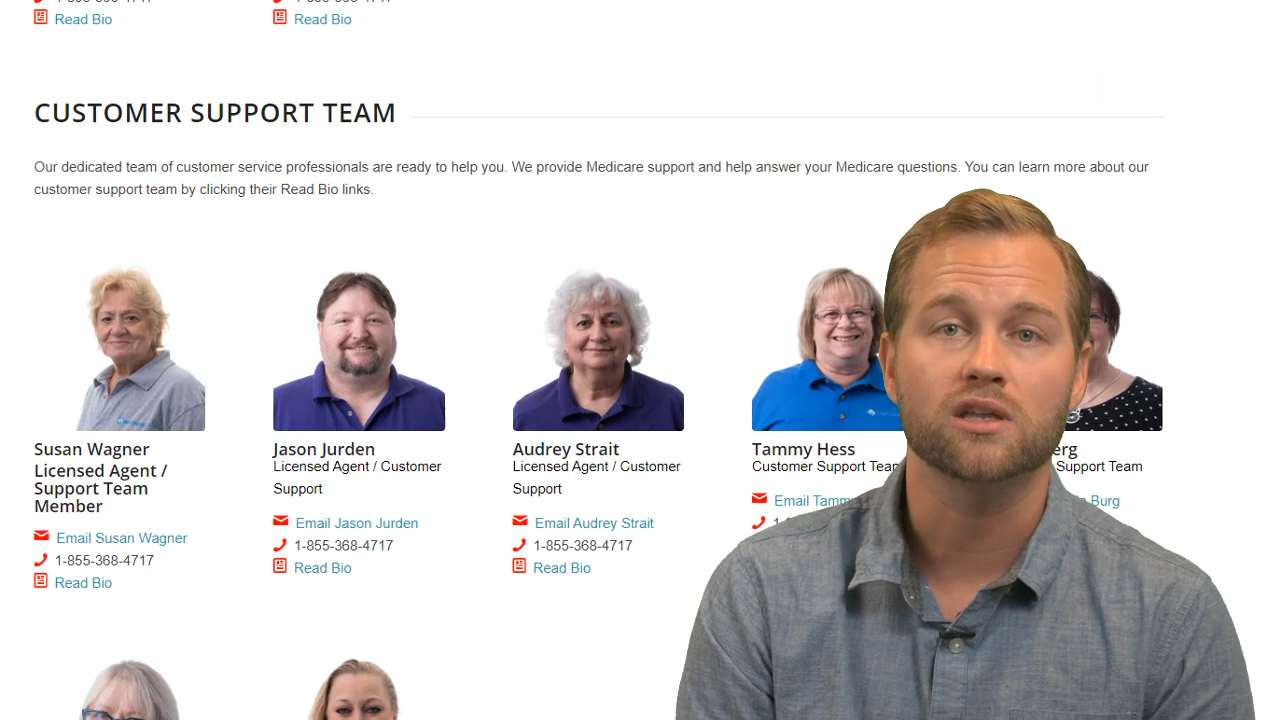 Read Bio
Read Bio
CUSTOMER SUPPORT TEAM
Our dedicated team of customer service professionals are ready to help you. We provide Medicare support and help answer your Medicare questions. You can learn more about our
customer support team by clicking their Read Bio links.
Susan Wagner
Licensed Agent /
Support Team
Member
Email Susan Wagner
1-855-368-4717
Read Bio
Jason Jurden
Licensed Agent / Customer
Support
Email Jason Jurden
1-855-368-4717
Read Bio
Audrey Strait
Licensed Agent / Customer
Support
Email Audrey Strait
1-855-368-4717
Read Bio
Tammy Hess
Customer Support Team
Email Tammy
Support Team
Burg